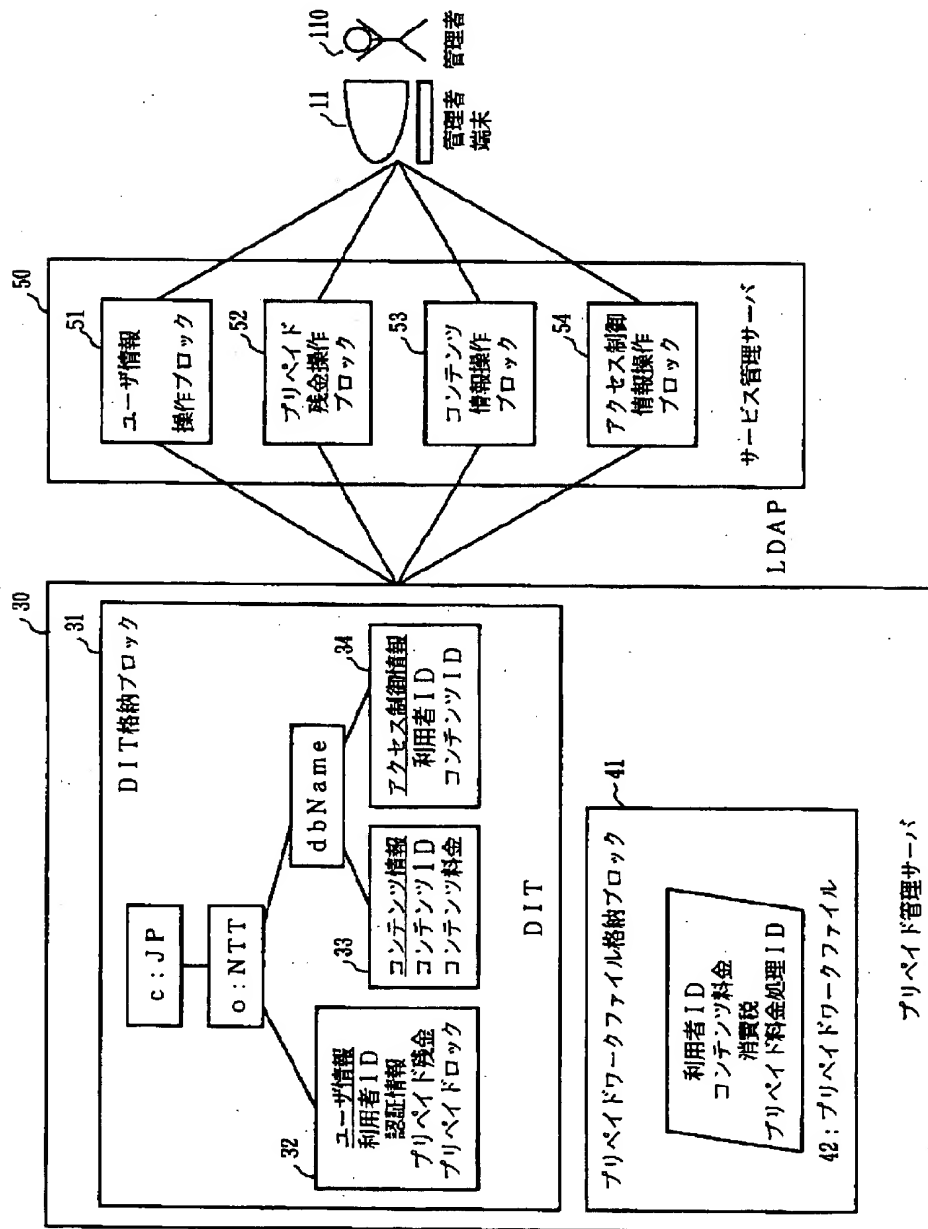 30
31
DIT格納ブロック
c:JP
o:NTT
dbName
32
ユーザ情報
利用者ID
認証情報
プリペイド残金
プリペイドロック
33
コンテンツ情報
コンテンツID
コンテンツ料金
34
アクセス制御情報
利用者ID
コンテンツID
DIT
プリペイドワークファイル格納ブロック
41
利用者ID
コンテンツ料金
消費税
プリペイド料金処理ID
42:プリペイドワークファイル
プリペイド管理サーバ
LDAP
50
51
ユーザ情報
操作ブロック
52
プリペイド
残金操作
ブロック
53
コンテンツ
情報操作
ブロック
54
アクセス制御
情報操作
ブロック
サービス管理サーバ
11
管理者
端末
110
管理者